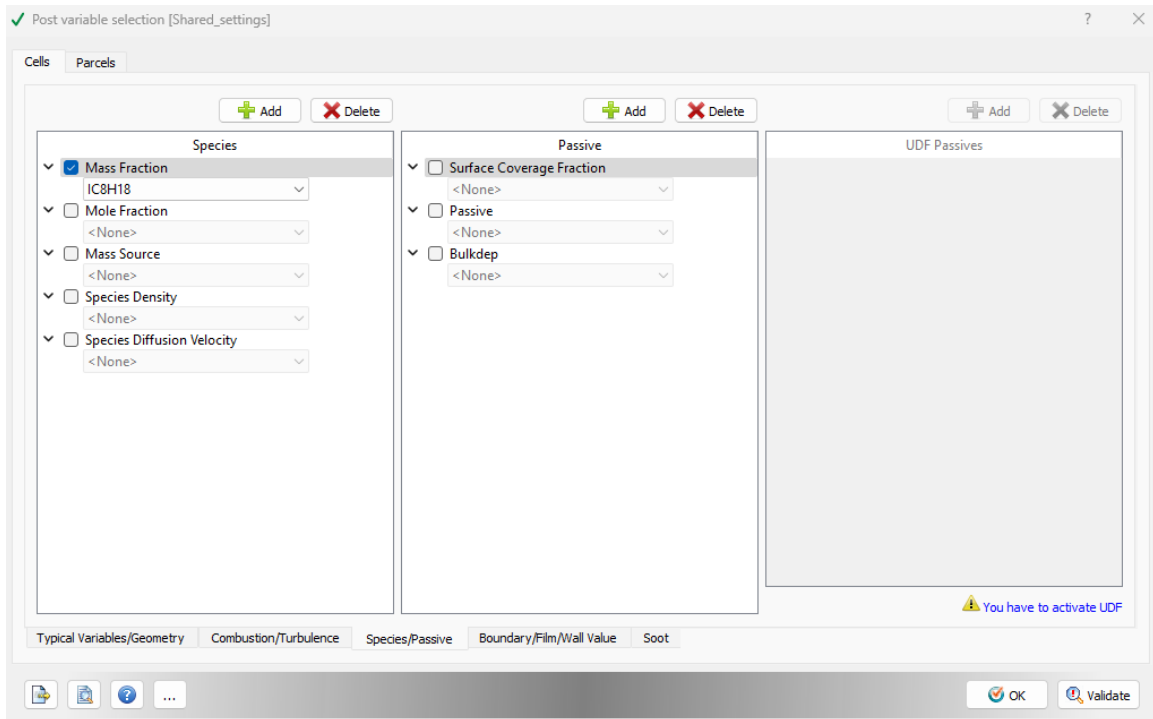 Post variable selection [Shared_settings] ?
Cells Parcels
Add Delete Add Delete Add Delete
Species Passive UDF Passives
Mass Fraction Surface Coverage Fraction
IC8H18 <None>
Mole Fraction Passive
<None> <None>
Mass Source Bulkdep
<None> <None>
Species Density
<None>
Species Diffusion Velocity
<None>
You have to activate UDF
Typical Variables/Geometry Combustion/Turbulence Species/Passive Boundary/Film/Wall Value Soot
? ... OK Validate